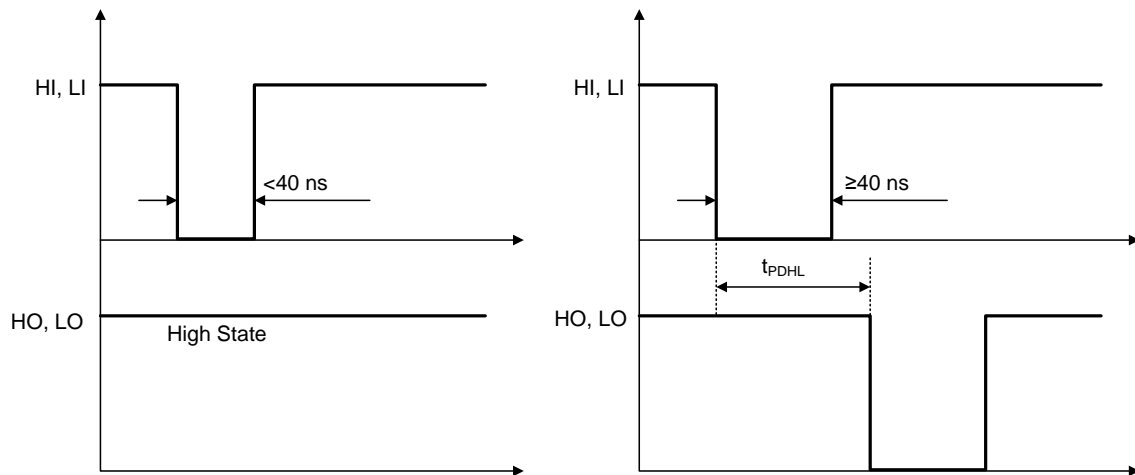 HI, LI
<40 ns
HO, LO
High State
HI, LI
≥40 ns
tPDHL
HO, LO